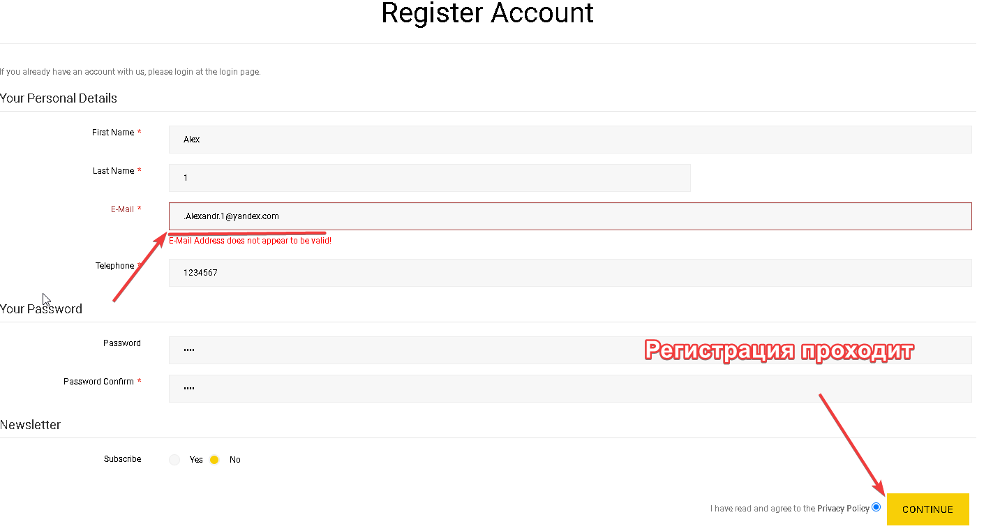 Register Account
If you already have an account with us, please login at the login page.
Your Personal Details
First Name *
Alex
Last Name *
1
E-Mail *
.Alexandr.1@yandex.com
E-Mail Address does not appear to be valid!
Telephone *
1234567
Your Password
Password
••••
Регистрация проходит
Password Confirm *
••••
Newsletter
Subscribe Yes No
I have read and agree to the Privacy Policy
CONTINUE